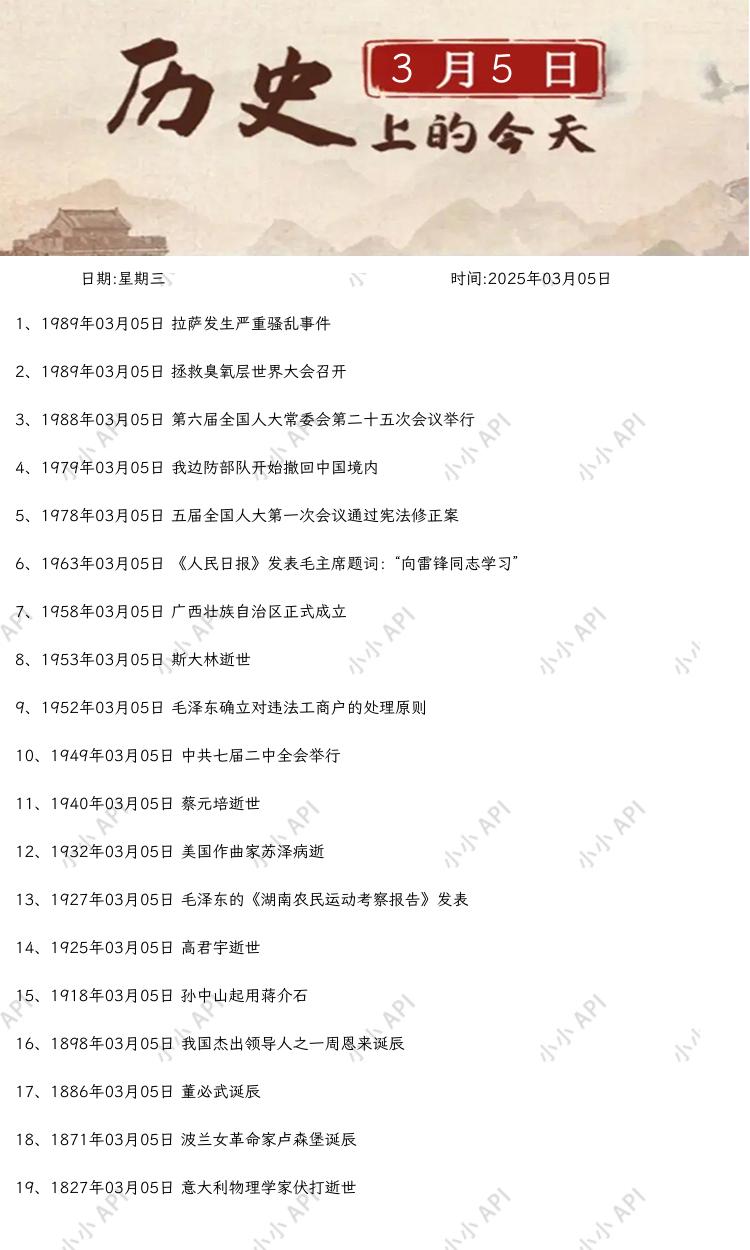 历史
3月5日
上的今天
日期:星期三 时间:2025年03月05日
1、1989年03月05日 拉萨发生严重骚乱事件
2、1989年03月05日 拯救臭氧层世界大会召开
3、1988年03月05日 第六届全国人大常委会第二十五次会议举行
4、1979年03月05日 我边防部队开始撤回中国境内
5、1978年03月05日 五届全国人大第一次会议通过宪法修正案
6、1963年03月05日 《人民日报》发表毛主席题词：“向雷锋同志学习”
7、1958年03月05日 广西壮族自治区正式成立
8、1953年03月05日 斯大林逝世
9、1952年03月05日 毛泽东确立对违法工商户的处理原则
10、1949年03月05日 中共七届二中全会举行
11、1940年03月05日 蔡元培逝世
12、1932年03月05日 美国作曲家苏泽病逝
13、1927年03月05日 毛泽东的《湖南农民运动考察报告》发表
14、1925年03月05日 高君宇逝世
15、1918年03月05日 孙中山起用蒋介石
16、1898年03月05日 我国杰出领导人之一周恩来诞辰
17、1886年03月05日 董必武诞辰
18、1871年03月05日 波兰女革命家卢森堡诞辰
19、1827年03月05日 意大利物理学家伏打逝世
小小 API